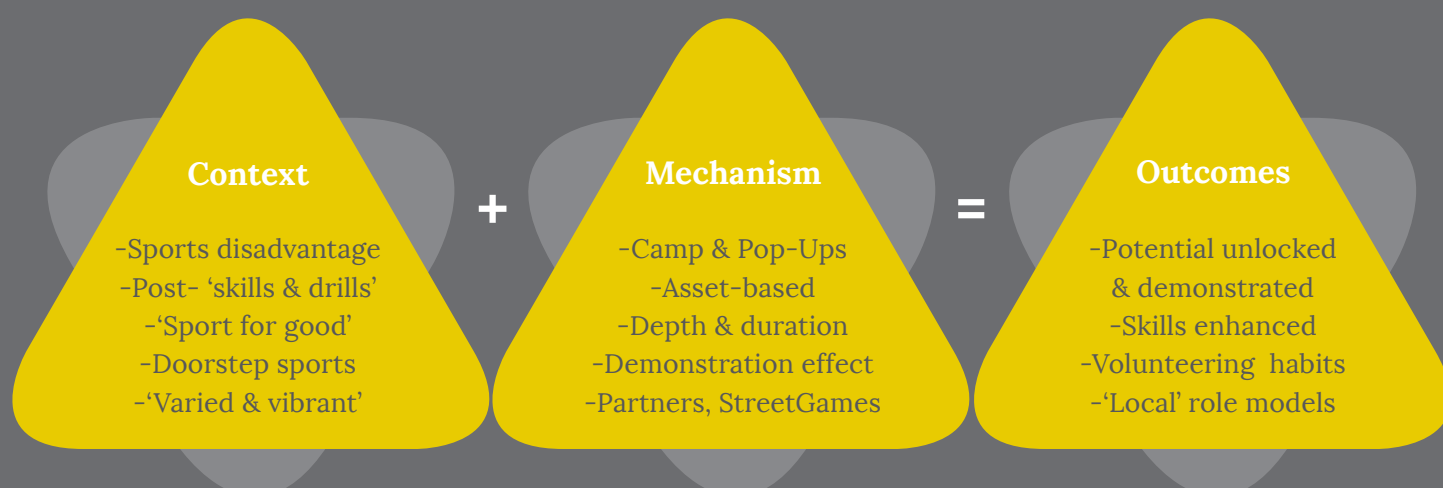 Context
-Sports disadvantage
-Post- ‘skills & drills’
-‘Sport for good’
-Doorstep sports
-‘Varied & vibrant’
+
Mechanism
-Camp & Pop-Ups
-Asset-based
-Depth & duration
-Demonstration effect
-Partners, StreetGames
=
Outcomes
-Potential unlocked
& demonstrated
-Skills enhanced
-Volunteering habits
-‘Local’ role models